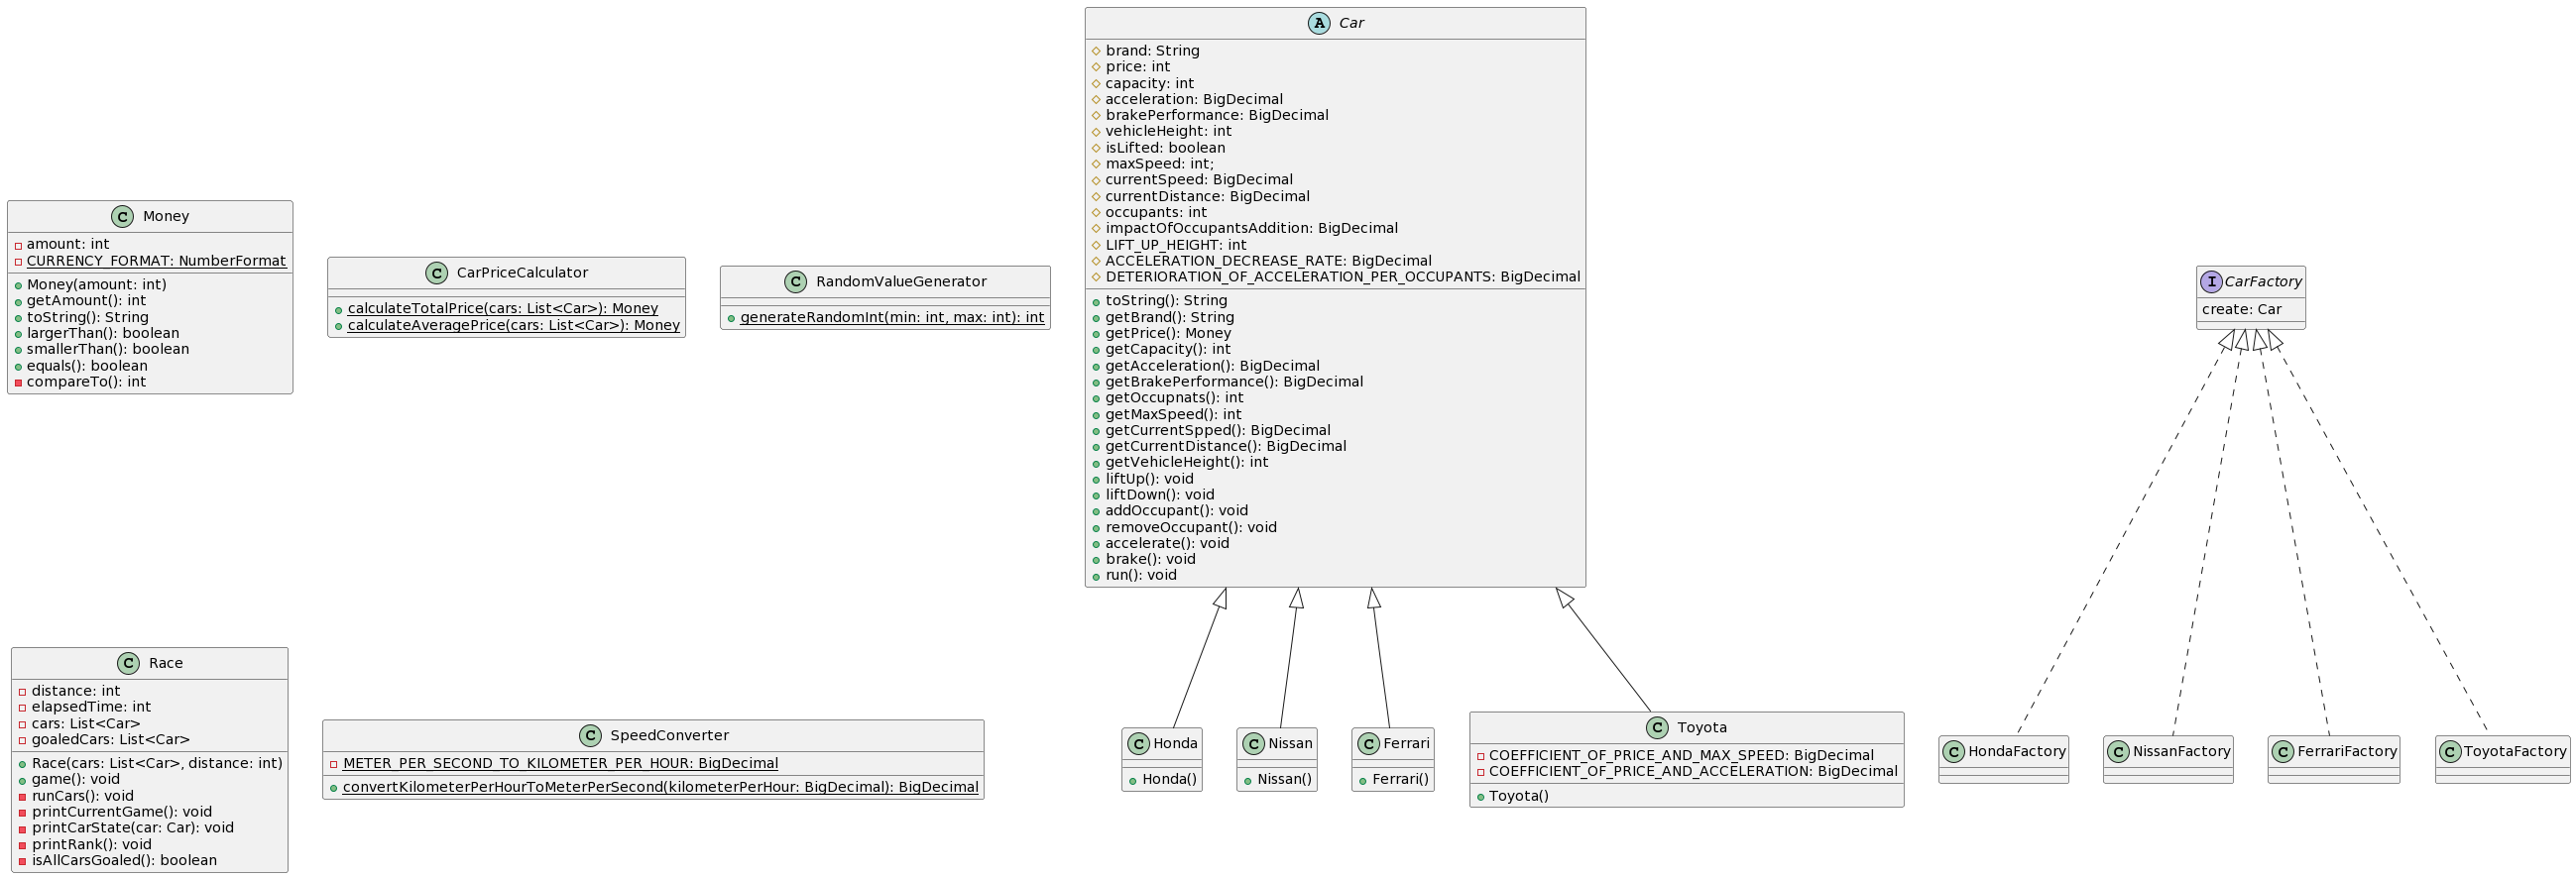 Money
amount: int
CURRENCY_FORMAT: NumberFormat
Money(amount: int)
getAmount(): int
toString(): String
largerThan(): boolean
smallerThan(): boolean
equals(): boolean
compareTo(): int
C CarPriceCalculator
calculateTotalPrice(cars: List<Car>): Money
calculateAveragePrice(cars: List<Car>): Money
C RandomValueGenerator
generateRandomInt(min: int, max: int): int
A Car
brand: String
price: int
capacity: int
acceleration: BigDecimal
brakePerformance: BigDecimal
vehicleHeight: int
isLifted: boolean
maxSpeed: int;
currentSpeed: BigDecimal
currentDistance: BigDecimal
occupants: int
impactOfOccupantsAddition: BigDecimal
LIFT_UP_HEIGHT: int
ACCELERATION_DECREASE_RATE: BigDecimal
DETERIORATION_OF_ACCELERATION_PER_OCCUPANTS: BigDecimal
toString(): String
getBrand(): String
getPrice(): Money
getCapacity(): int
getAcceleration(): BigDecimal
getBrakePerformance(): BigDecimal
getOccupnats(): int
getMaxSpeed(): int
getCurrentSpped(): BigDecimal
getCurrentDistance(): BigDecimal
getVehicleHeight(): int
liftUp(): void
liftDown(): void
addOccupant(): void
removeOccupant(): void
accelerate(): void
brake(): void
run(): void
I CarFactory
create: Car
C Race
distance: int
elapsedTime: int
cars: List<Car>
goaledCars: List<Car>
Race(cars: List<Car>, distance: int)
game(): void
runCars(): void
printCurrentGame(): void
printCarState(car: Car): void
printRank(): void
isAllCarsGoaled(): boolean
C SpeedConverter
METER_PER_SECOND_TO_KILOMETER_PER_HOUR: BigDecimal
convertKilometerPerHourToMeterPerSecond(kilometerPerHour: BigDecimal): BigDecimal
C Honda
Honda()
C Nissan
Nissan()
C Ferrari
Ferrari()
C Toyota
COEFFICIENT_OF_PRICE_AND_MAX_SPEED: BigDecimal
COEFFICIENT_OF_PRICE_AND_ACCELERATION: BigDecimal
Toyota()
C HondaFactory
C NissanFactory
C FerrariFactory
C ToyotaFactory